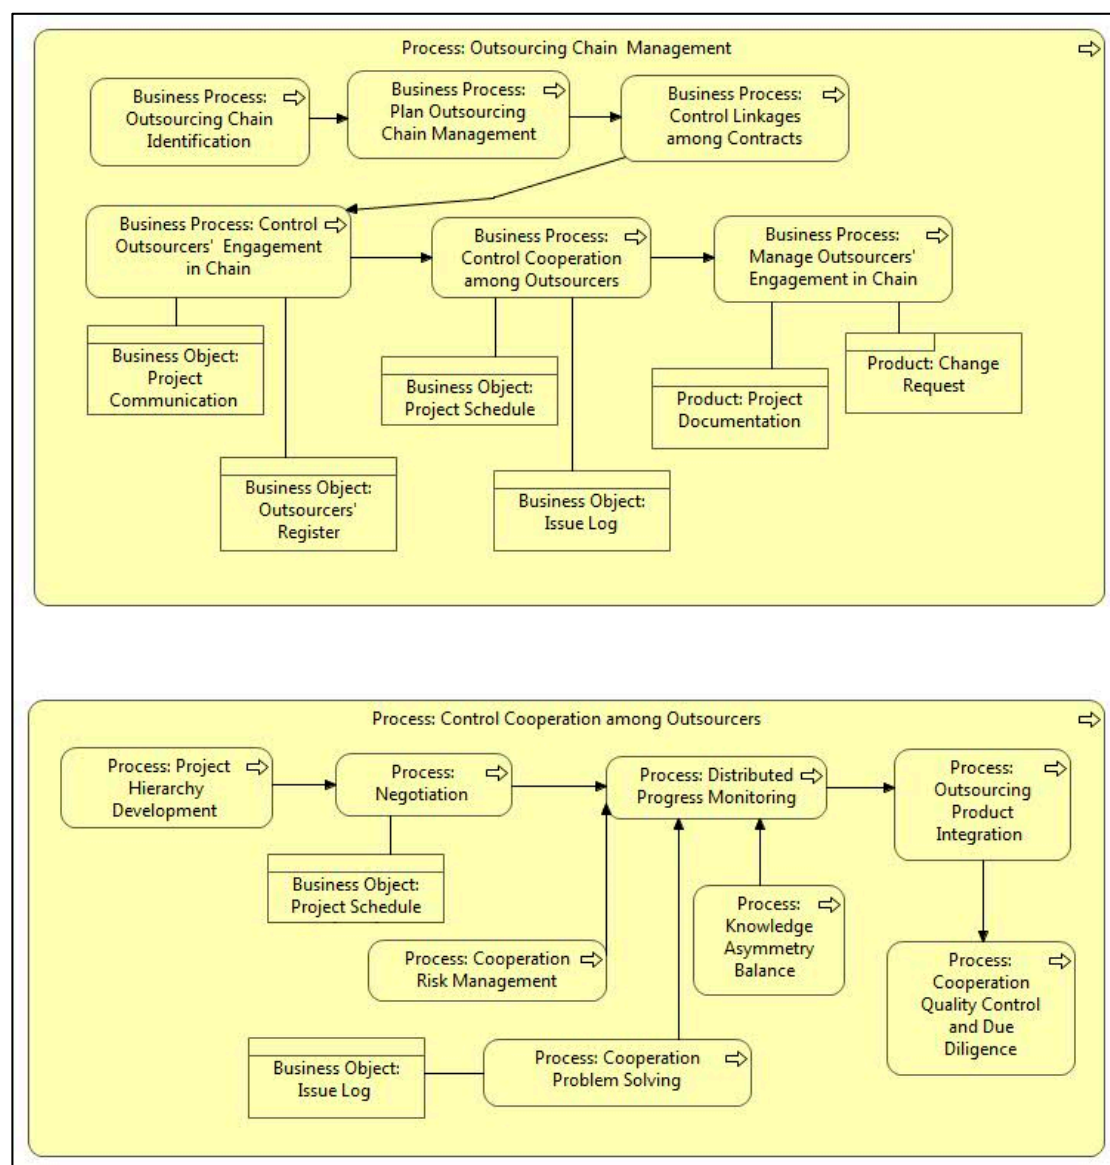 Process: Outsourcing Chain  Management
Business Process:
Outsourcing Chain
Identification
Business Process:
Plan Outsourcing
Chain Management
Business Process:
Control Linkages
among Contracts
Business Process: Control
Outsourcers'  Engagement
in Chain
Business Process:
Control Cooperation
among Outsourcers
Business Process:
Manage Outsourcers'
Engagement in Chain
Business Object:
Project
Communication
Business Object:
Project Schedule
Product: Project
Documentation
Product: Change
Request
Business Object:
Outsourcers'
Register
Business Object:
Issue Log
Process: Control Cooperation among Outsourcers
Process: Project
Hierarchy
Development
Process:
Negotiation
Process: Distributed
Progress Monitoring
Process:
Outsourcing
Product
Integration
Business Object:
Project Schedule
Process: Cooperation
Risk Management
Process:
Knowledge
Asymmetry
Balance
Process:
Cooperation
Quality Control
and Due
Diligence
Business Object:
Issue Log
Process: Cooperation
Problem Solving